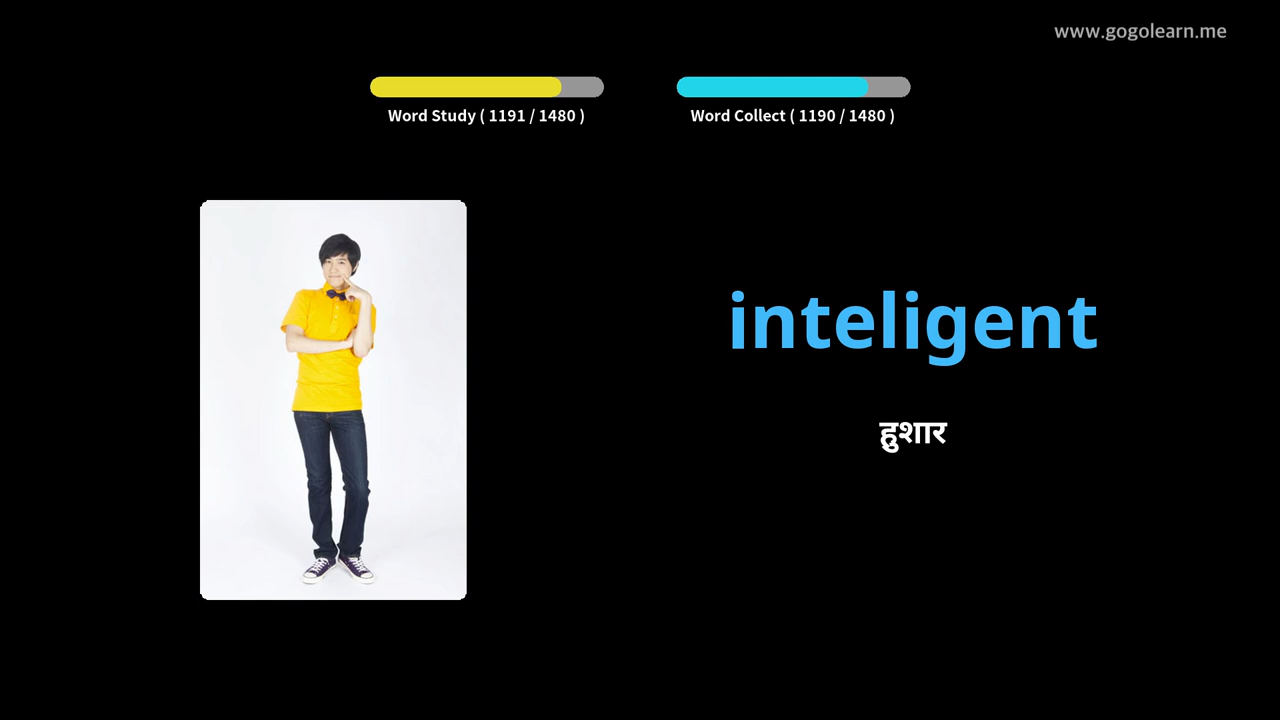 www.gogolearn.me
Word Study ( 1191 / 1480 )
Word Collect ( 1190 / 1480 )
inteligent
हुशार